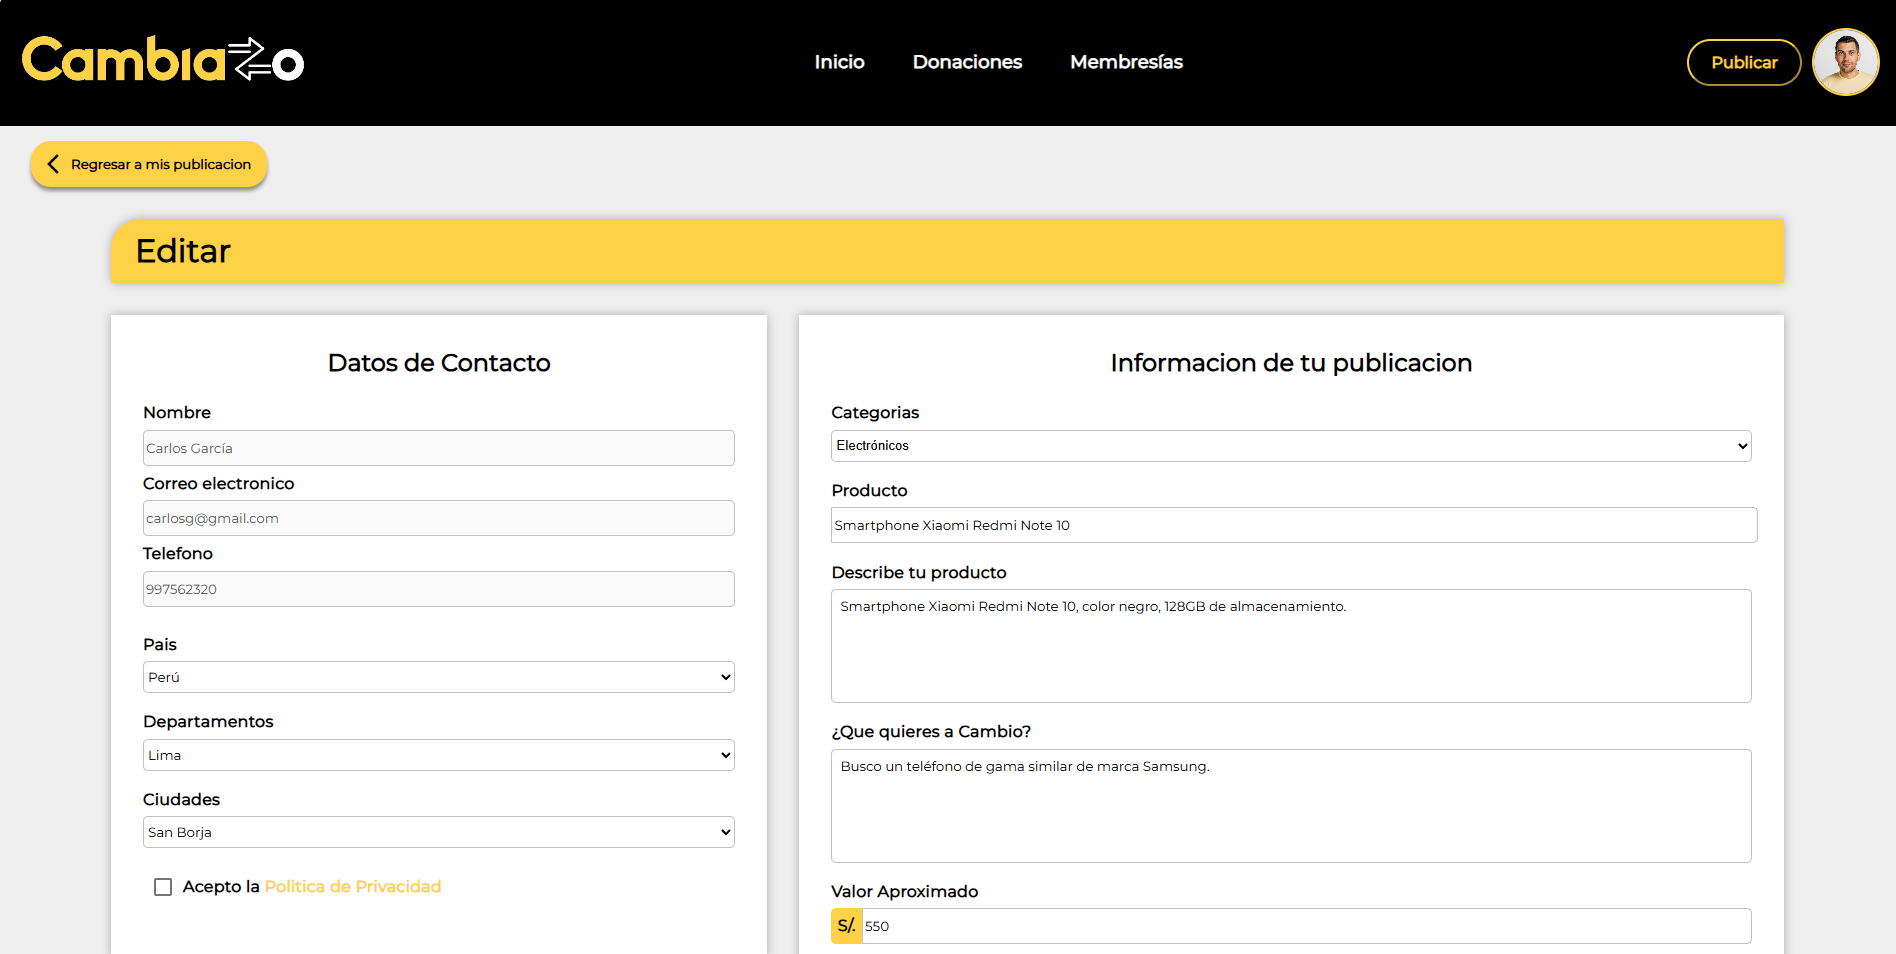 Cambiazo
Inicio
Donaciones
Membresías
Publicar
Regresar a mis publicacion
Editar
Datos de Contacto
Nombre
Carlos García
Correo electronico
carlosg@gmail.com
Telefono
997562320
Pais
Perú
Departamentos
Lima
Ciudades
San Borja
Acepto la Politica de Privacidad
Informacion de tu publicacion
Categorias
Electrónicos
Producto
Smartphone Xiaomi Redmi Note 10
Describe tu producto
Smartphone Xiaomi Redmi Note 10, color negro, 128GB de almacenamiento.
¿Que quieres a Cambio?
Busco un teléfono de gama similar de marca Samsung.
Valor Aproximado
S/. 550